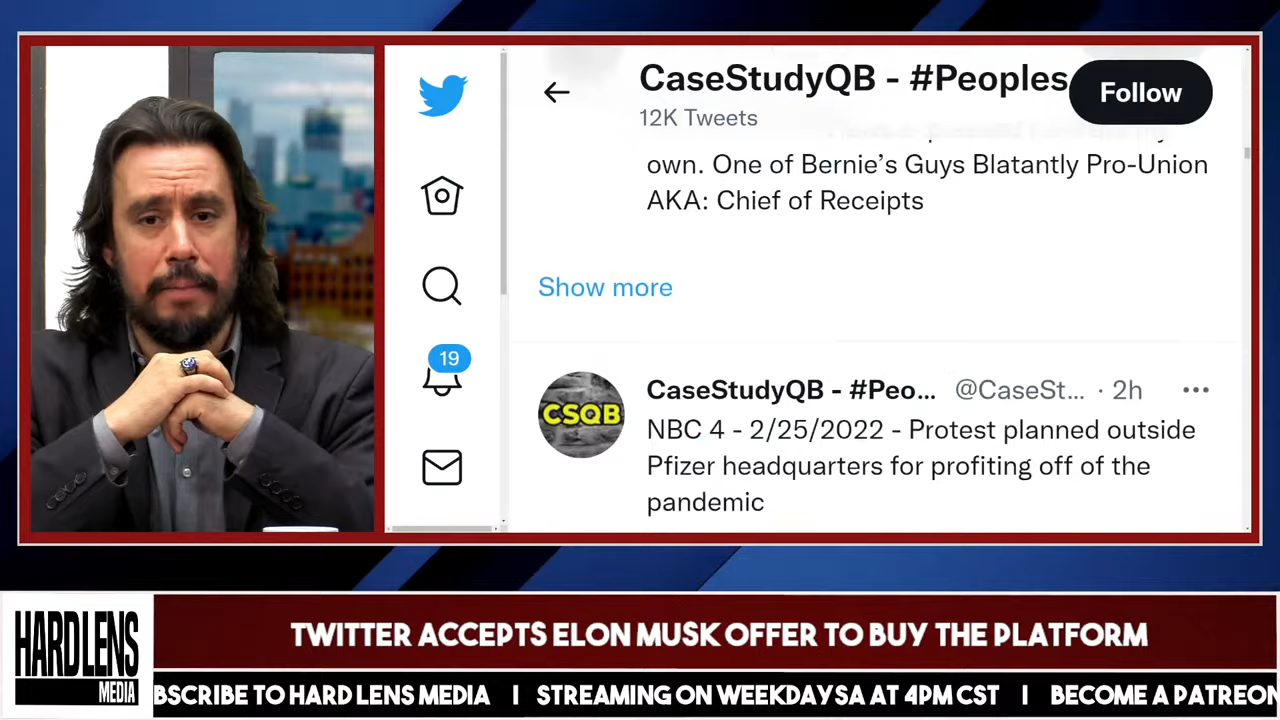 CaseStudyQB - #Peoples
Follow
12K Tweets
own. One of Bernie’s Guys Blatantly Pro-Union
AKA: Chief of Receipts
Show more
19
CSQB
CaseStudyQB - #Peo... @CaseSt... · 2h
NBC 4 - 2/25/2022 - Protest planned outside
Pfizer headquarters for profiting off of the
pandemic
HARDLENS
MEDIA
TWITTER ACCEPTS ELON MUSK OFFER TO BUY THE PLATFORM
BSCRIBE TO HARD LENS MEDIA | STREAMING ON WEEKDAYSA AT 4PM CST | BECOME A PATREON